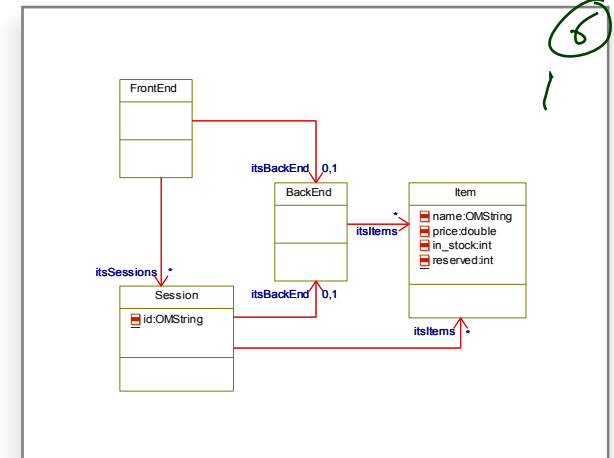 6
1
FrontEnd
itsBackEnd 0,1
BackEnd
Item
name:OMString
price:double
in_stock:int
reserved:int
*
itsItems
itsSessions *
Session
id:OMString
itsBackEnd 0,1
itsItems *